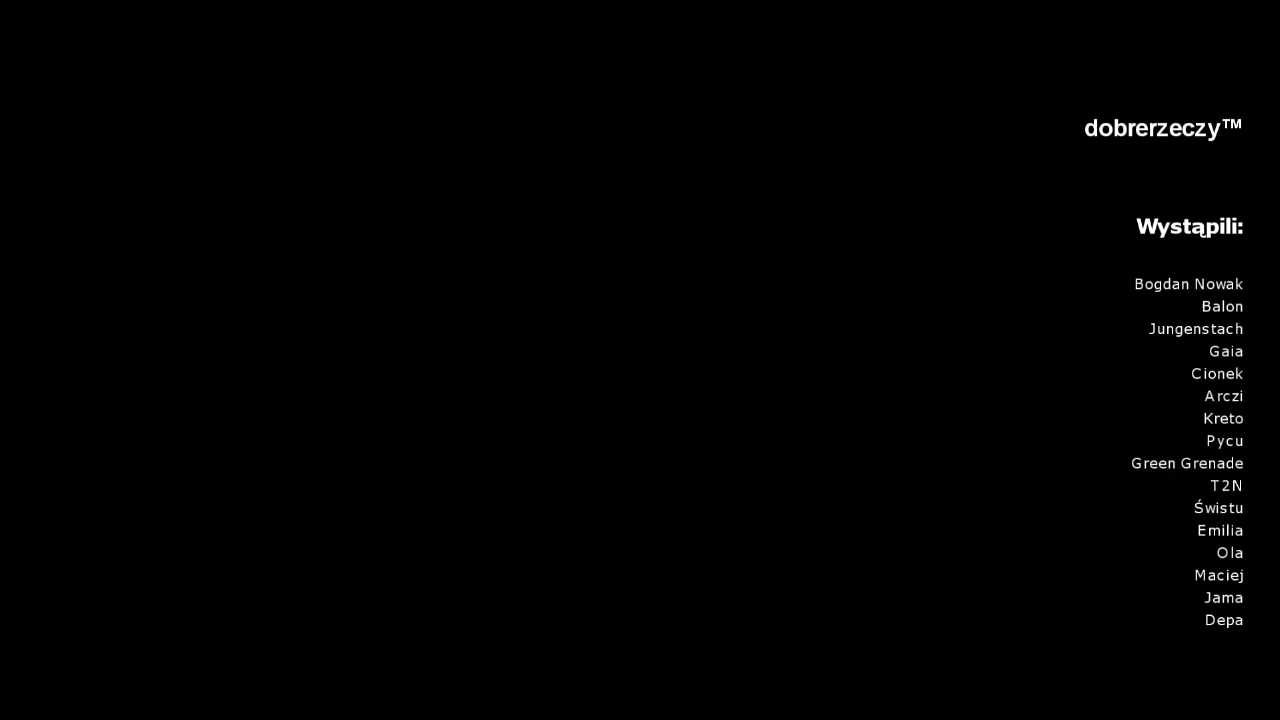 dobrerzeczy™
Wystąpili:
Bogdan Nowak
Balon
Jungenstach
Gaia
Cionek
Arczi
Kreto
Pycu
Green Grenade
T2N
Świstu
Emilia
Ola
Maciej
Jama
Depa